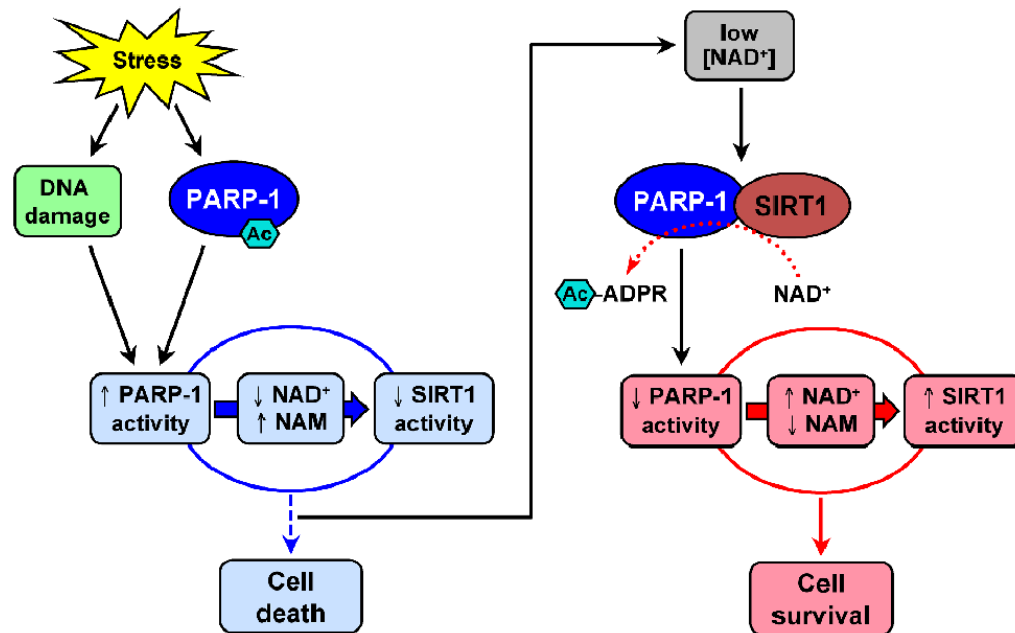 Stress
DNA
damage
PARP-1
Ac
↑ PARP-1
activity
↓ NAD⁺
↑ NAM
↓ SIRT1
activity
Cell
death
low
[NAD⁺]
PARP-1
SIRT1
Ac-ADPR
NAD⁺
↓ PARP-1
activity
↑ NAD⁺
↓ NAM
↑ SIRT1
activity
Cell
survival